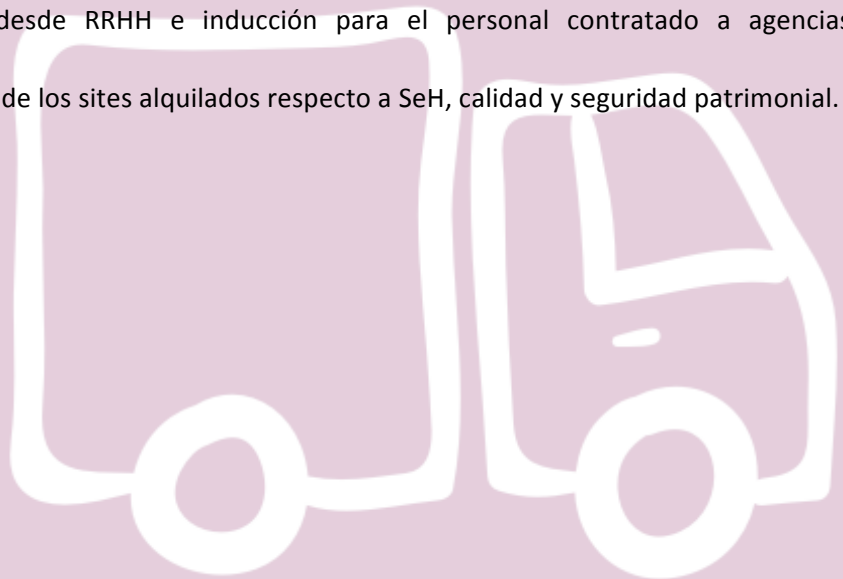 desde RRHH e inducción para el personal contratado a agencias
de los sites alquilados respecto a SeH, calidad y seguridad patrimonial.